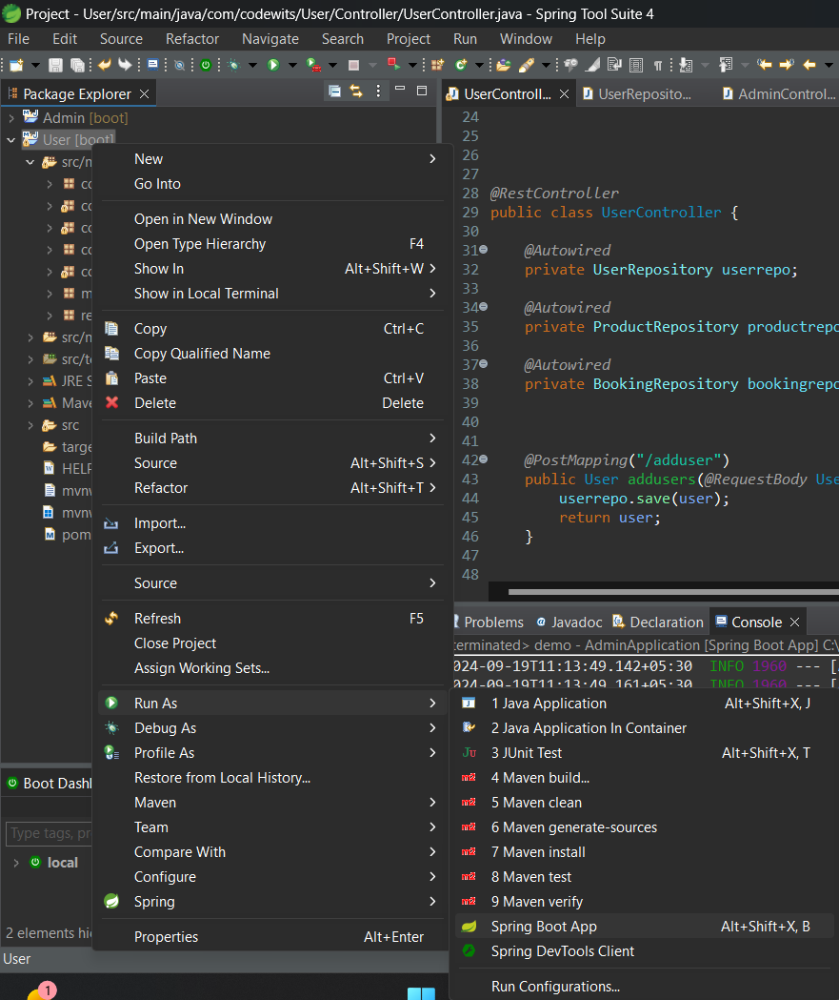 Project - User/src/main/java/com/codewits/User/Controller/UserController.java - Spring Tool Suite 4
File Edit Source Refactor Navigate Search Project Run Window Help
Package Explorer
Admin [boot]
User [boot]
src/m
co
co
co
co
co
m
re
src/m
src/te
JRE S
Mave
src
targe
HELP
mvnw
mvnw
pom
New
Go Into
Open in New Window
Open Type Hierarchy F4
Show In Alt+Shift+W
Show in Local Terminal
Copy Ctrl+C
Copy Qualified Name
Paste Ctrl+V
Delete Delete
Build Path
Source Alt+Shift+S
Refactor Alt+Shift+T
Import...
Export...
Source
Refresh F5
Close Project
Assign Working Sets...
Run As
Debug As
Profile As
Restore from Local History...
Maven
Team
Compare With
Configure
Spring
Properties Alt+Enter
UserControll... UserReposito... AdminControl...
24
25
26
27
28 @RestController
29 public class UserController {
30
31 @Autowired
32 private UserRepository userrepo;
33
34 @Autowired
35 private ProductRepository productrepo
36
37 @Autowired
38 private BookingRepository bookingrepo
39
40
41
42 @PostMapping("/adduser")
43 public User addusers(@RequestBody Use
44 userrepo.save(user);
45 return user;
46 }
47
48
Problems Javadoc Declaration Console
terminated> demo - AdminApplication [Spring Boot App] C:\
024-09-19T11:13:49.142+05:30 INFO 1960 --- [
024-09-19T11:13:49.161+05:30 INFO 1960 --- [
1 Java Application Alt+Shift+X, J
2 Java Application In Container
3 JUnit Test Alt+Shift+X, T
4 Maven build...
5 Maven clean
6 Maven generate-sources
7 Maven install
8 Maven test
9 Maven verify
Spring Boot App Alt+Shift+X, B
Spring DevTools Client
Run Configurations...
Boot Dash
Type tags, pr
local
2 elements hi
User
1